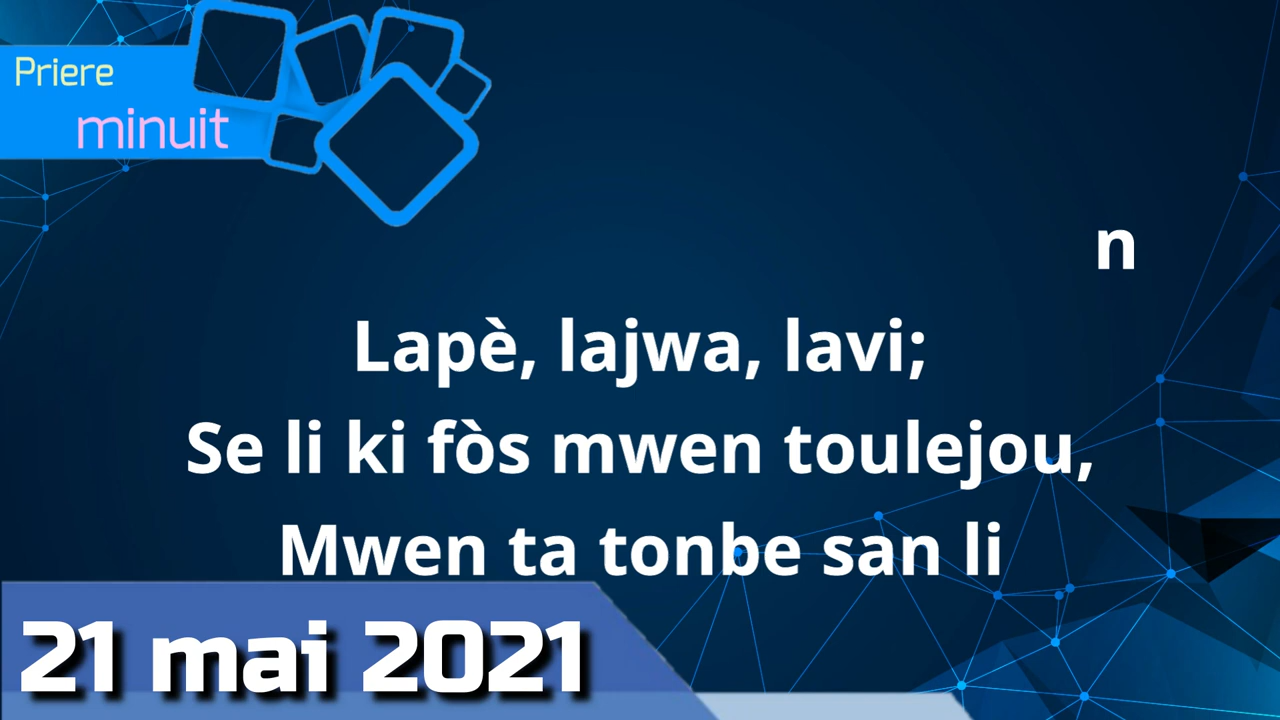 Priere
minuit
n
Lapè, lajwa, lavi;
Se li ki fòs mwen toulejou,
Mwen ta tonbe san li
21 mai 2021